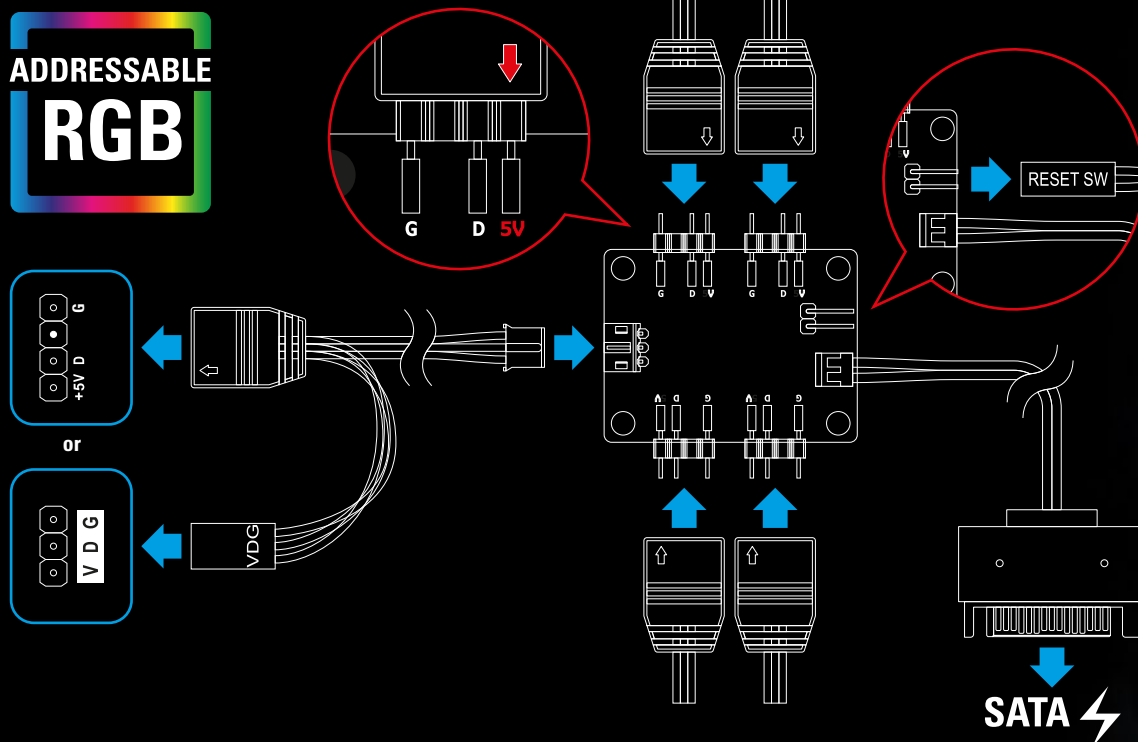 ADDRESSABLE
RGB
G D 5V
RESET SW
G D V G D V
+5V D G
or
V D G
VDG
V D G V D G
SATA